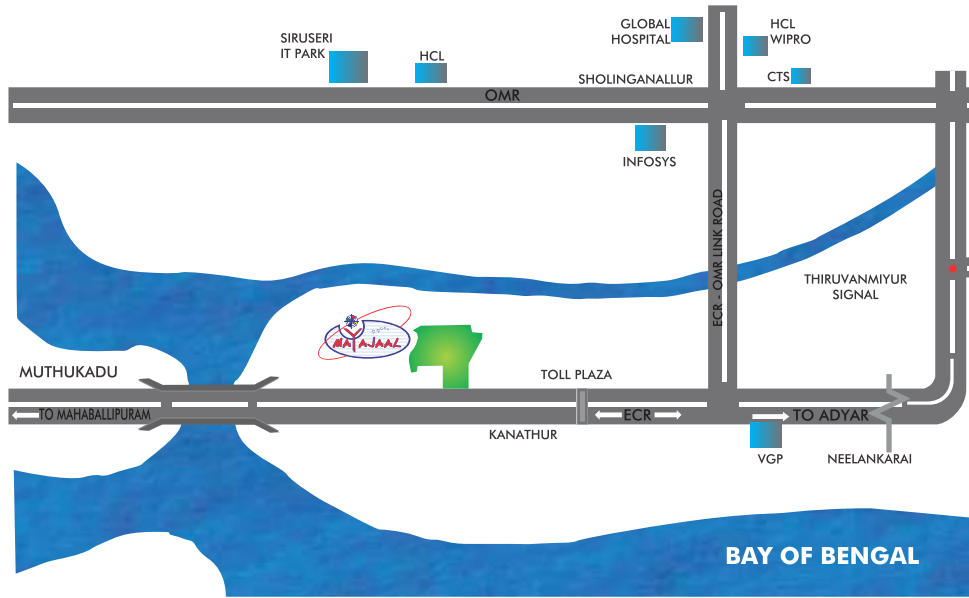 GLOBAL
HOSPITAL
HCL
WIPRO
SIRUSERI
IT PARK
HCL
SHOLINGANALLUR
CTS
OMR
INFOSYS
ECR - OMR LINK ROAD
THIRUVANMIYUR
SIGNAL
MAYAJAAL
MUTHUKADU
TOLL PLAZA
TO MAHABALLIPURAM
ECR
TO ADYAR
KANATHUR
VGP
NEELANKARAI
BAY OF BENGAL